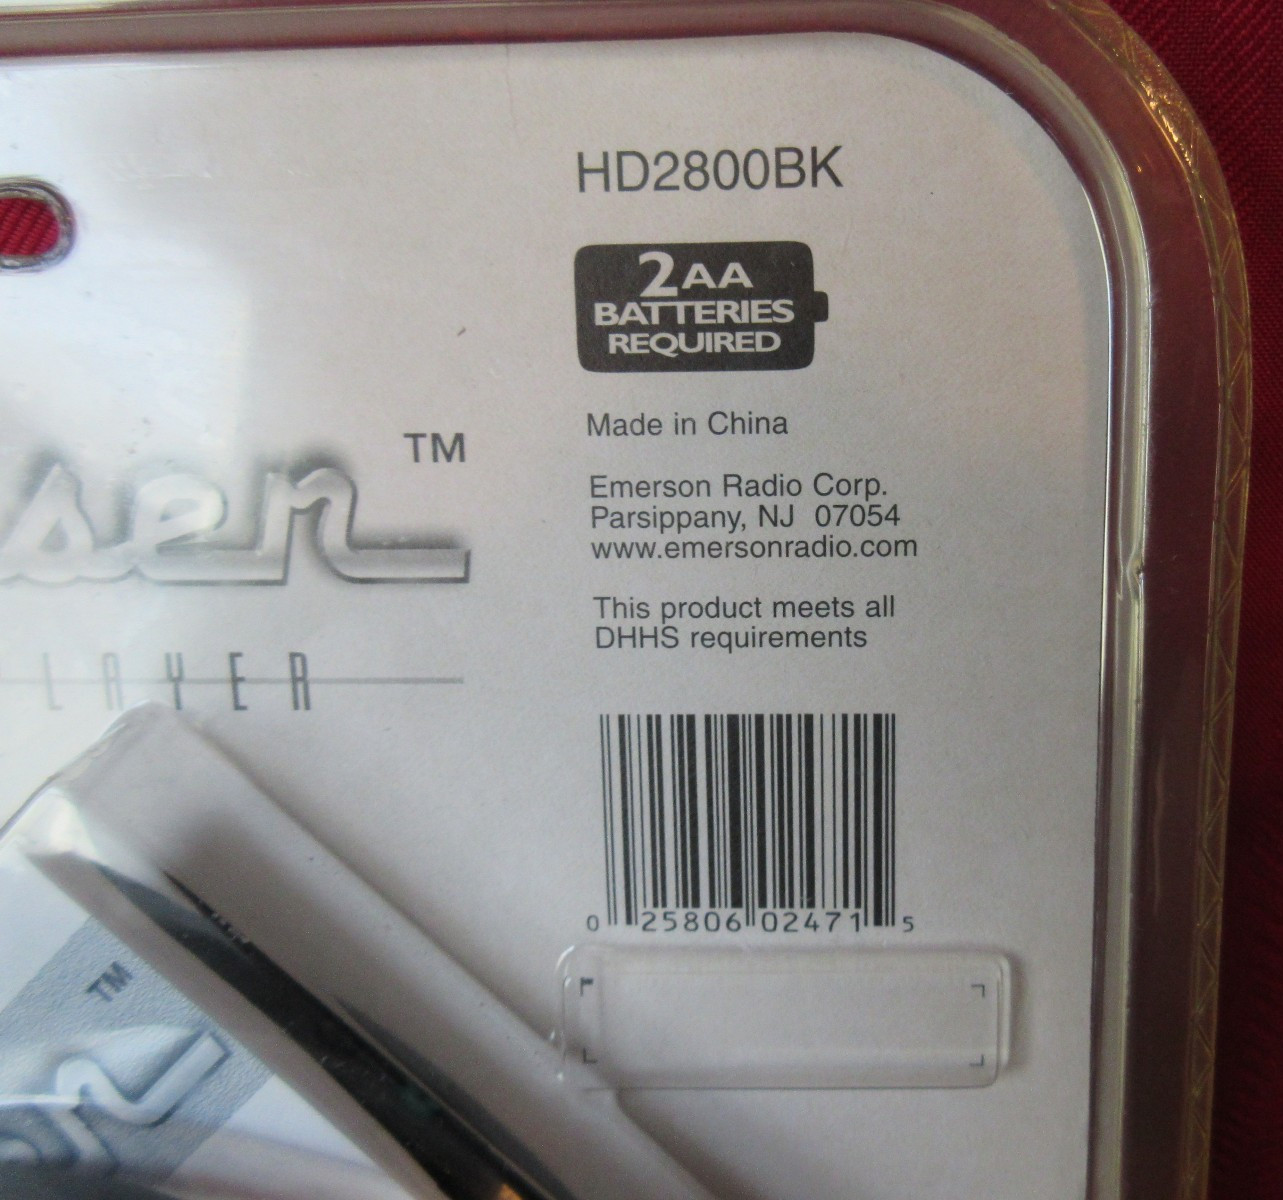 HD2800BK
2AA
BATTERIES
REQUIRED
Made in China
TM
Emerson Radio Corp.
Parsippany, NJ 07054
www.emersonradio.com
This product meets all
DHHS requirements
LAYER
0 25806 02471 5
TM